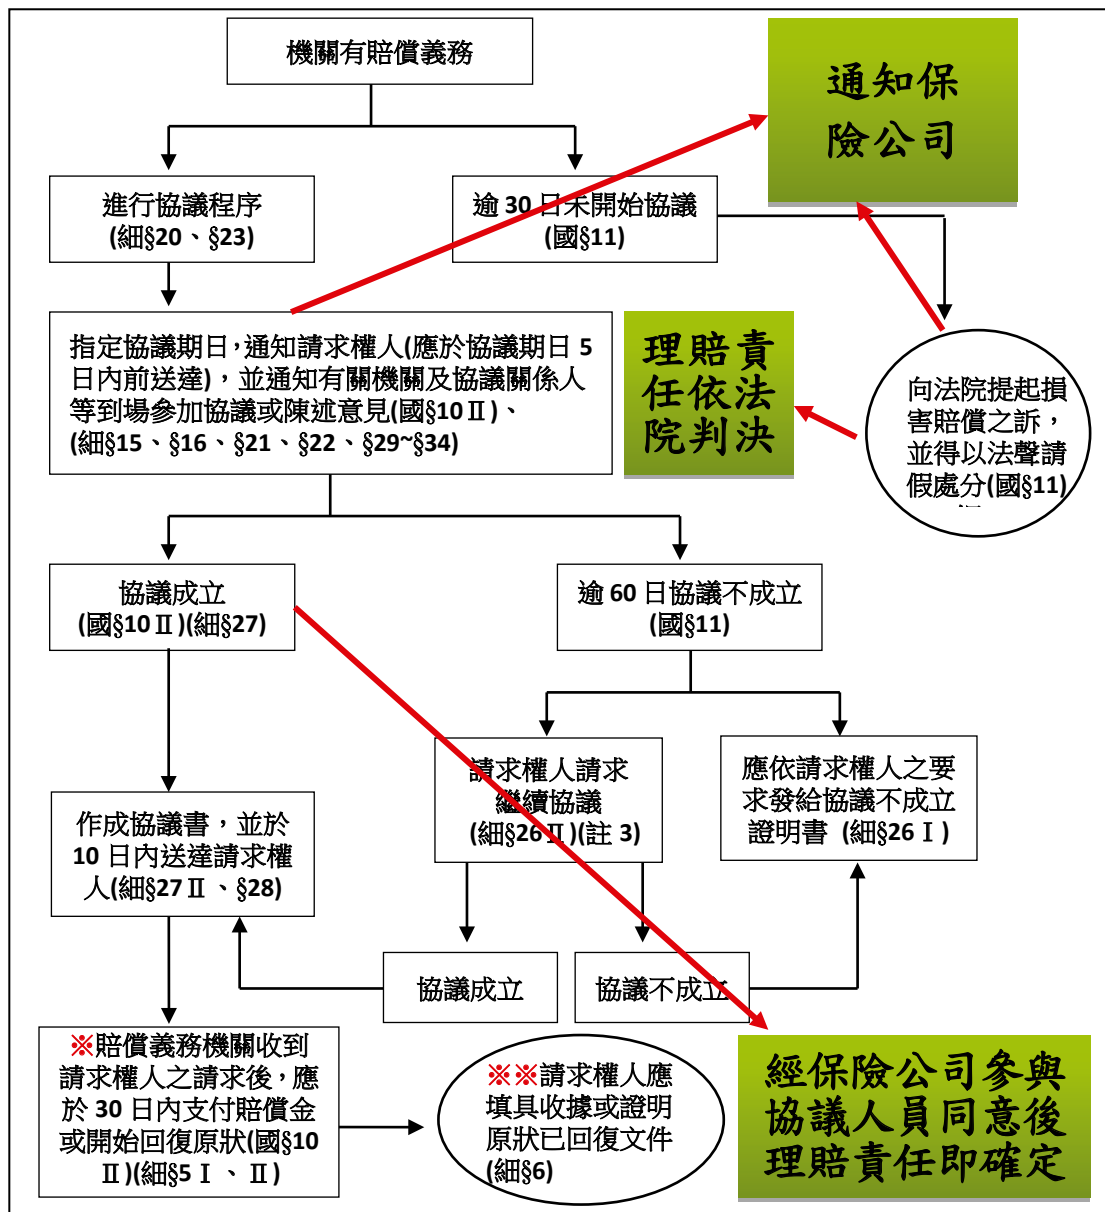 機關有賠償義務
通知保
險公司
進行協議程序
(細§20、§23)
逾 30 日未開始協議
(國§11)
指定協議期日，通知請求權人(應於協議期日 5
日內前送達)，並通知有關機關及協議關係人
等到場參加協議或陳述意見(國§10Ⅱ)、
(細§15、§16、§21、§22、§29~§34)
理賠責
任依法
院判決
向法院提起損
害賠償之訴，
並得以法聲請
假處分(國§11)
協議成立
(國§10Ⅱ)(細§27)
逾 60 日協議不成立
(國§11)
請求權人請求
繼續協議
(細§26Ⅱ)(註 3)
應依請求權人之要
求發給協議不成立
證明書 (細§26Ⅰ)
作成協議書，並於
10 日內送達請求權
人(細§27Ⅱ、§28)
協議成立
協議不成立
※賠償義務機關收到
請求權人之請求後，應
於 30 日內支付賠償金
或開始回復原狀(國§10
Ⅱ)(細§5Ⅰ、Ⅱ)
※※請求權人應
填具收據或證明
原狀已回復文件
(細§6)
經保險公司參與
協議人員同意後
理賠責任即確定